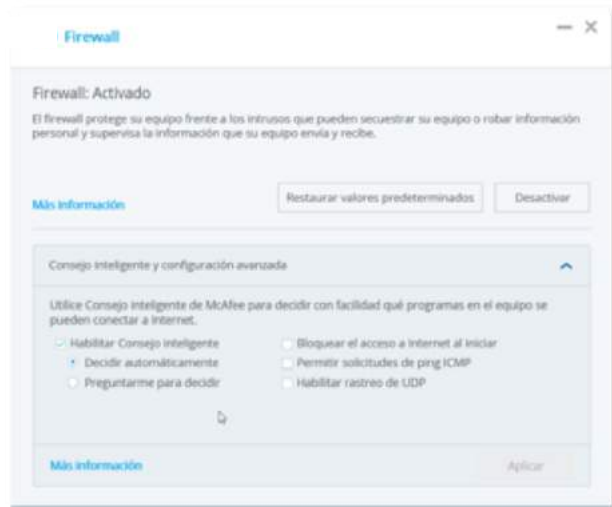 Firewall
Firewall: Activado
El firewall protege su equipo frente a los intrusos que pueden secuestrar su equipo o robar información
personal y supervisa la información que su equipo envía y recibe.
Más información
Restaurar valores predeterminados
Desactivar
Consejo inteligente y configuración avanzada
Utilice Consejo inteligente de McAfee para decidir con facilidad qué programas en el equipo se
pueden conectar a Internet.
Habilitar Consejo inteligente
Bloquear el acceso a Internet al iniciar
Decidir automáticamente
Permitir solicitudes de ping ICMP
Preguntarme para decidir
Habilitar rastreo de UDP
Más información
Aplicar